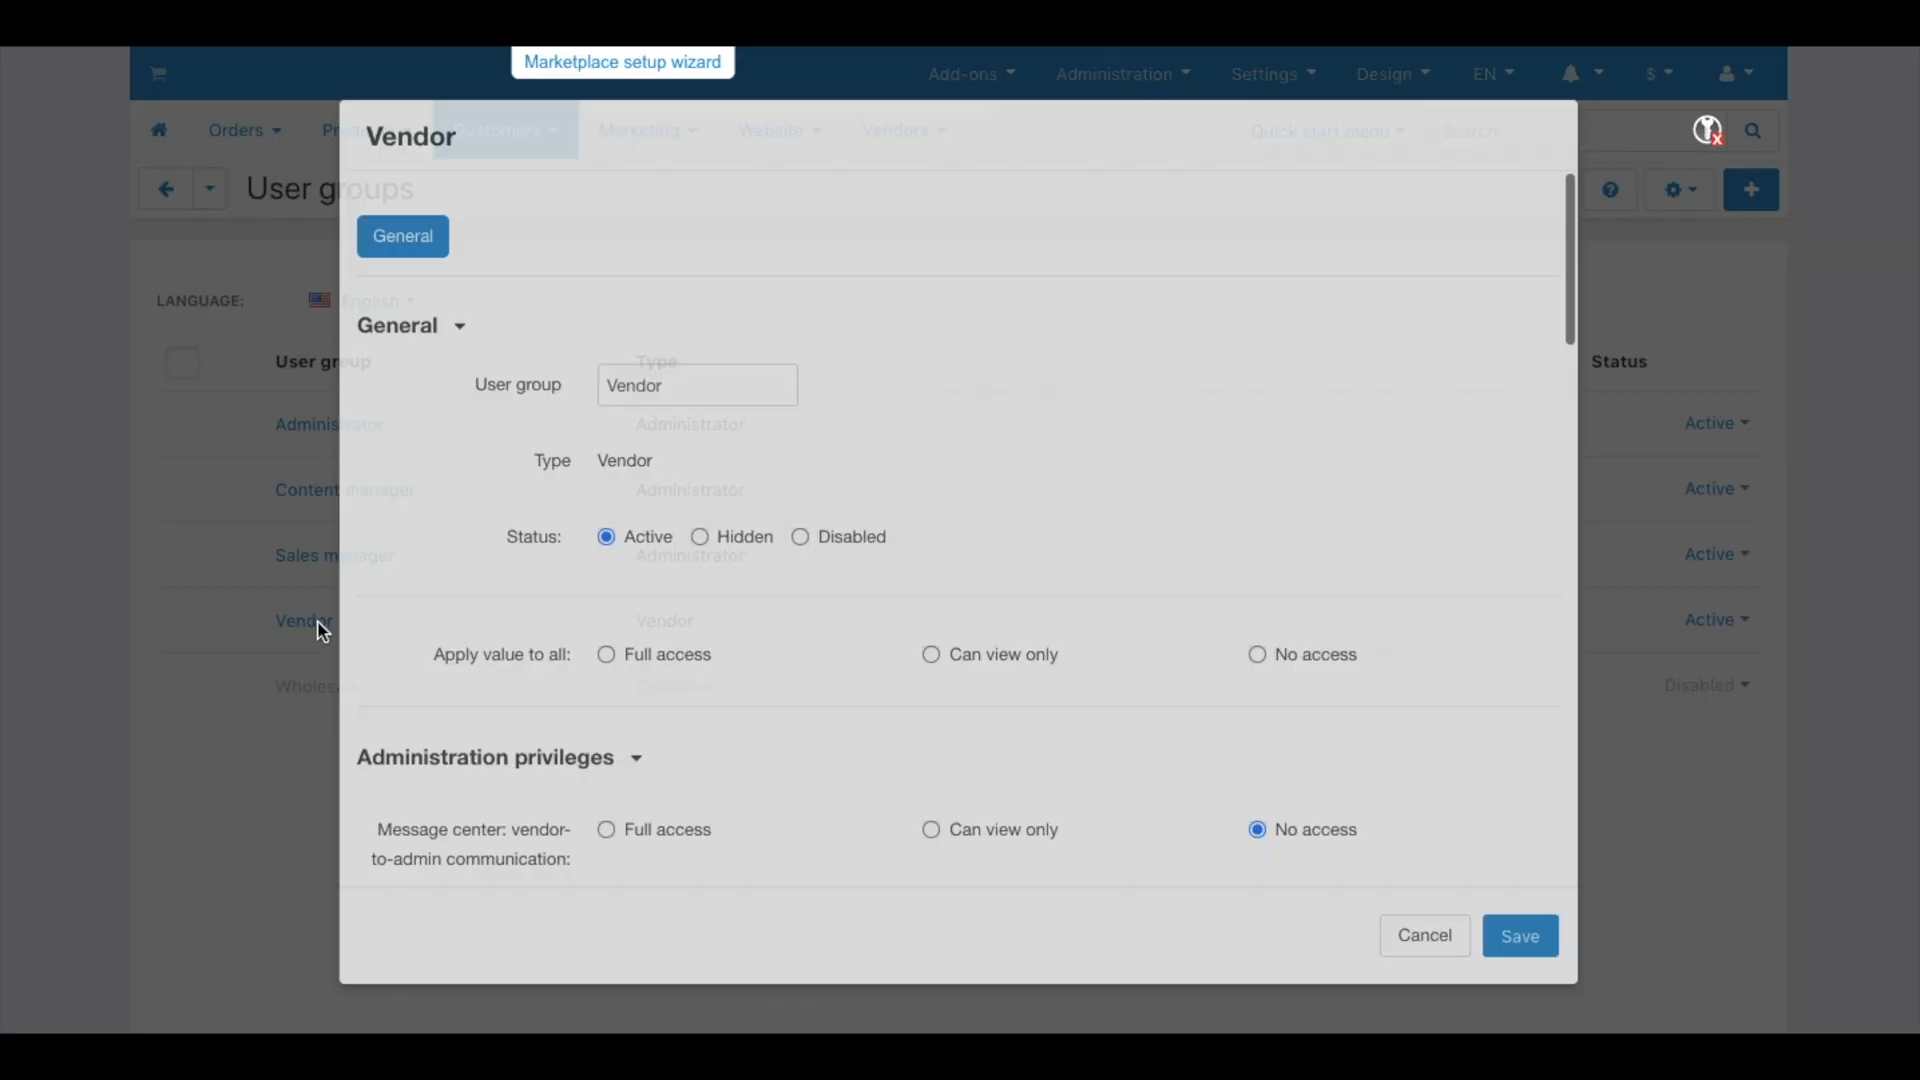 Marketplace setup wizard
Add-ons Administration Settings Design EN $
Orders Customers Marketing Website Vendors Quick start menu Search
Vendor
User groups
General
LANGUAGE: English
General
User group Type Status
User group Vendor
Administrator Administrator Active
Type Vendor
Content manager Administrator Active
Status: Active Hidden Disabled
Sales manager Administrator Active
Vendor Vendor Active
Apply value to all: Full access Can view only No access
Disabled
Administration privileges
Message center: vendor-
to-admin communication: Full access Can view only No access
Cancel Save